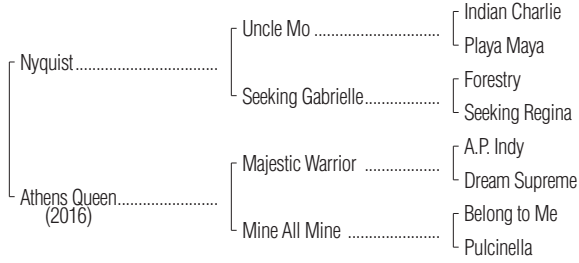 Indian Charlie
Uncle Mo ................................
Playa Maya
Nyquist....................................
Forestry
Seeking Gabrielle...................
Seeking Regina
A.P. Indy
Majestic Warrior ...................
Dream Supreme
Athens Queen.........................
(2016)
Belong to Me
Mine All Mine .......................
Pulcinella